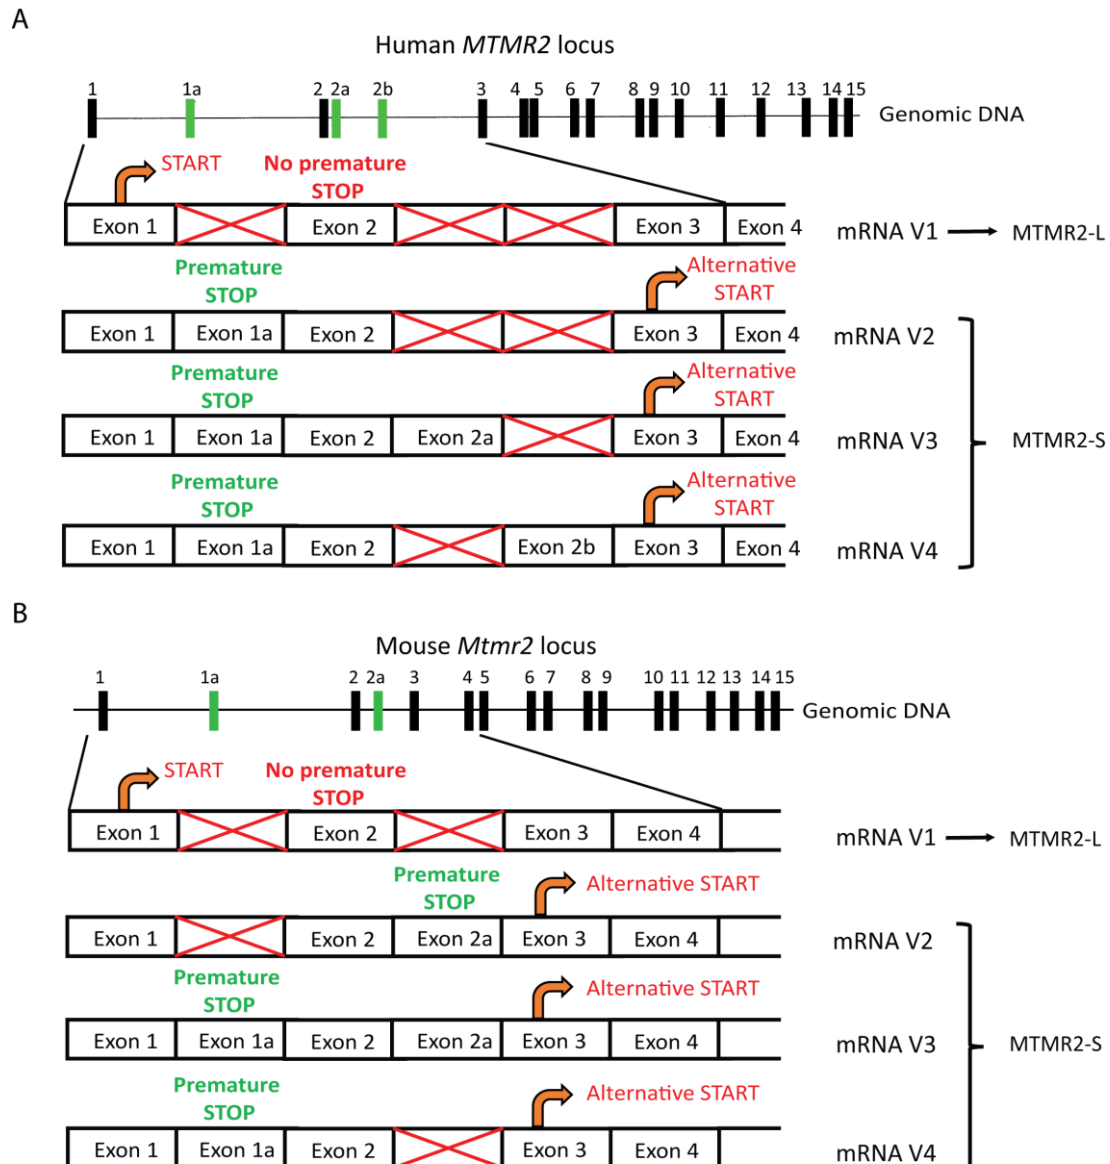 A
Human MTMR2 locus
1 1a 2 2a 2b 3 4 5 6 7 8 9 10 11 12 13 14 15
Genomic DNA
START
No premature
STOP
Exon 1 Exon 2 Exon 3 Exon 4 mRNA V1 MTMR2-L
Premature
STOP
Alternative
START
Exon 1 Exon 1a Exon 2 Exon 3 Exon 4 mRNA V2
Premature
STOP
Alternative
START
Exon 1 Exon 1a Exon 2 Exon 2a Exon 3 Exon 4 mRNA V3
MTMR2-S
Premature
STOP
Alternative
START
Exon 1 Exon 1a Exon 2 Exon 2b Exon 3 Exon 4 mRNA V4
B
Mouse Mtmr2 locus
1 1a 2 2a 3 4 5 6 7 8 9 10 11 12 13 14 15
Genomic DNA
START
No premature
STOP
Exon 1 Exon 2 Exon 3 Exon 4 mRNA V1 MTMR2-L
Premature
STOP
Alternative START
Exon 1 Exon 2 Exon 2a Exon 3 Exon 4 mRNA V2
Premature
STOP
Alternative START
Exon 1 Exon 1a Exon 2 Exon 2a Exon 3 Exon 4 mRNA V3
MTMR2-S
Premature
STOP
Alternative START
Exon 1 Exon 1a Exon 2 Exon 3 Exon 4 mRNA V4